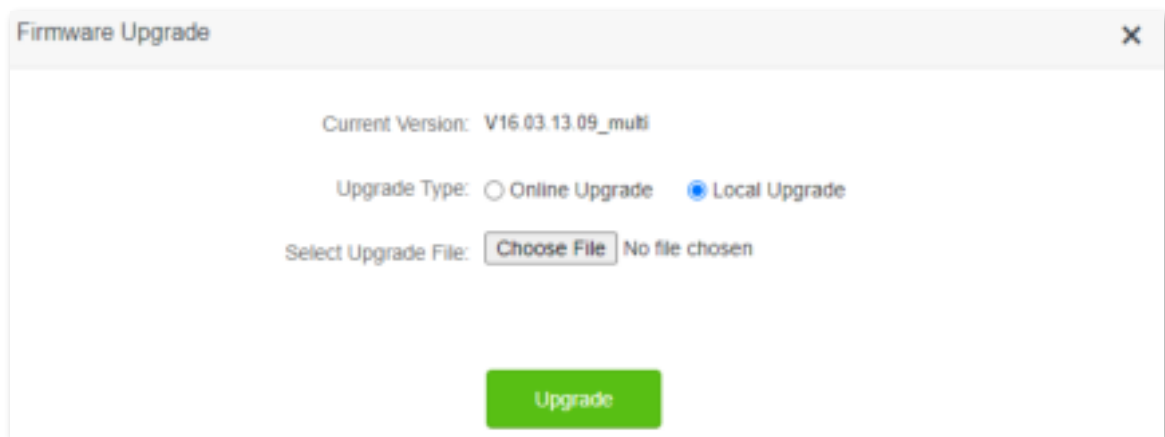 Firmware Upgrade
Current Version: V16.03.13.09_multi
Upgrade Type: Online Upgrade Local Upgrade
Select Upgrade File: Choose File No file chosen
Upgrade